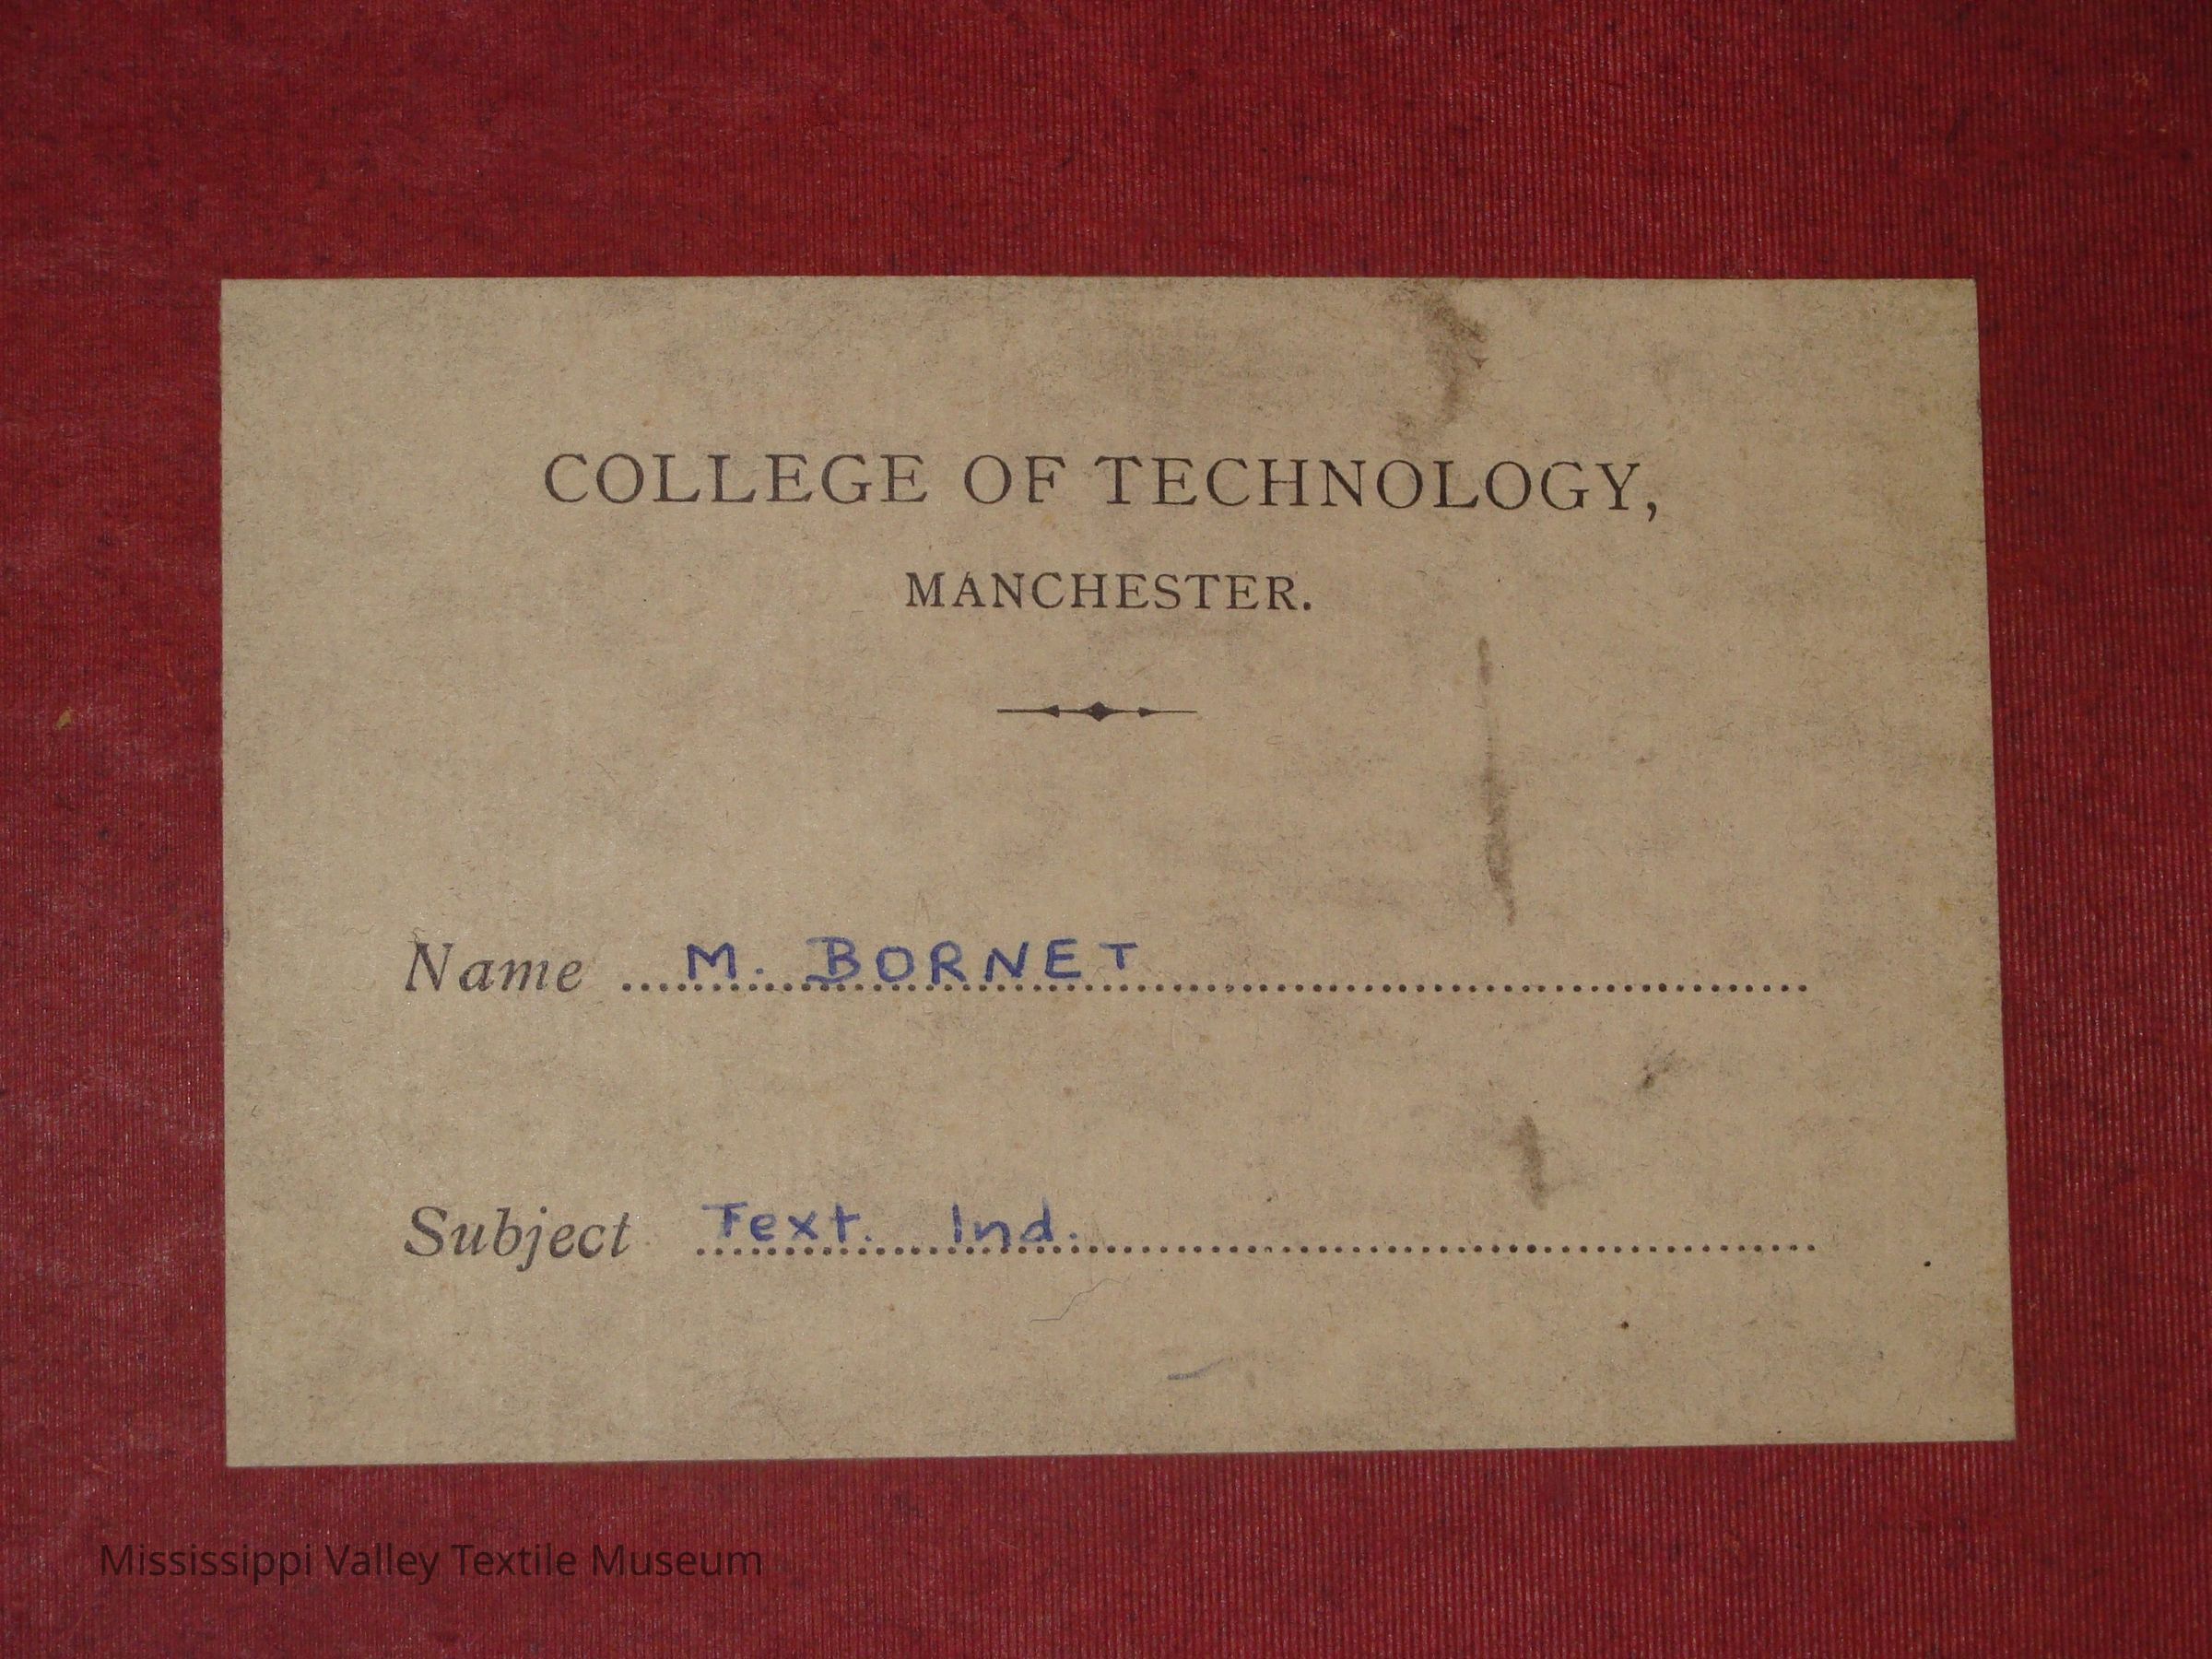 COLLEGE OF TECHNOLOGY,
MANCHESTER.
Name M. BORNET
Subject Text. Ind.
Mississippi Valley Textile Museum